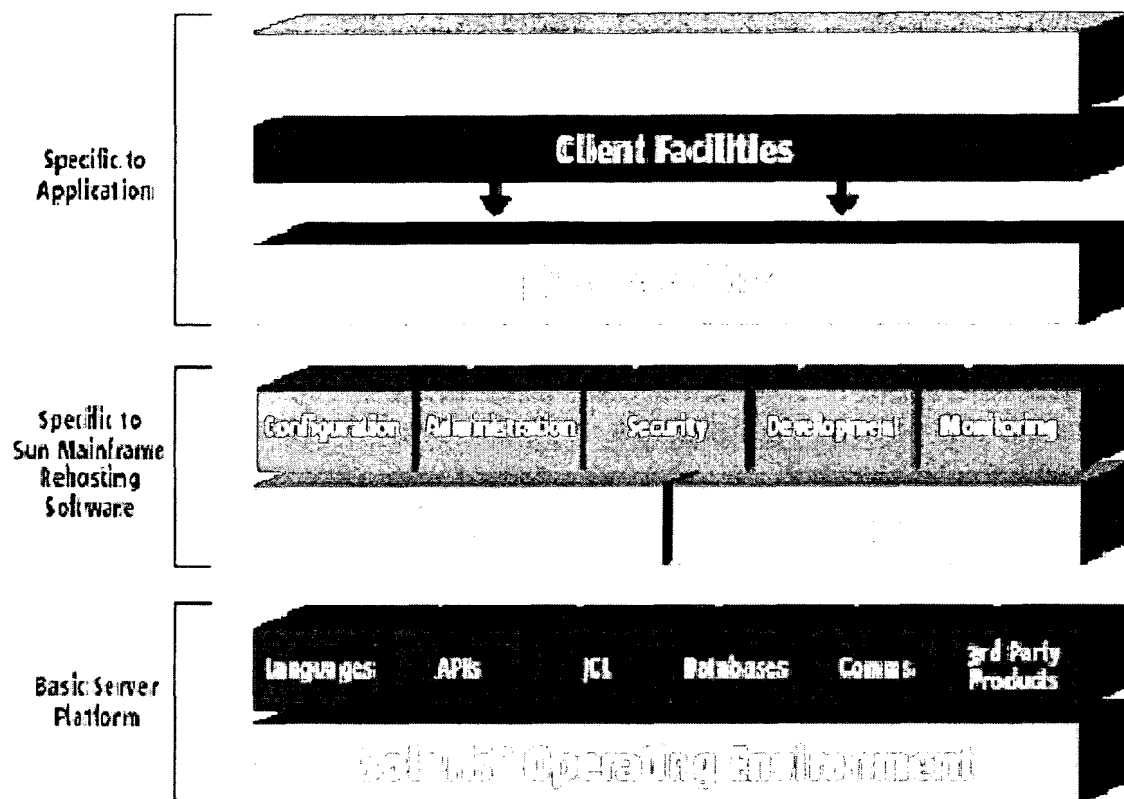 Specific to
Application
Client Facilities
Specific to
Sun Mainframe
Rehosting
Software
Configuration
Administration
Security
Development
Monitoring
Basic Server
Platform
Languages
APIs
JCL
Databases
Comms
3rd Party
Products
Operating Environment